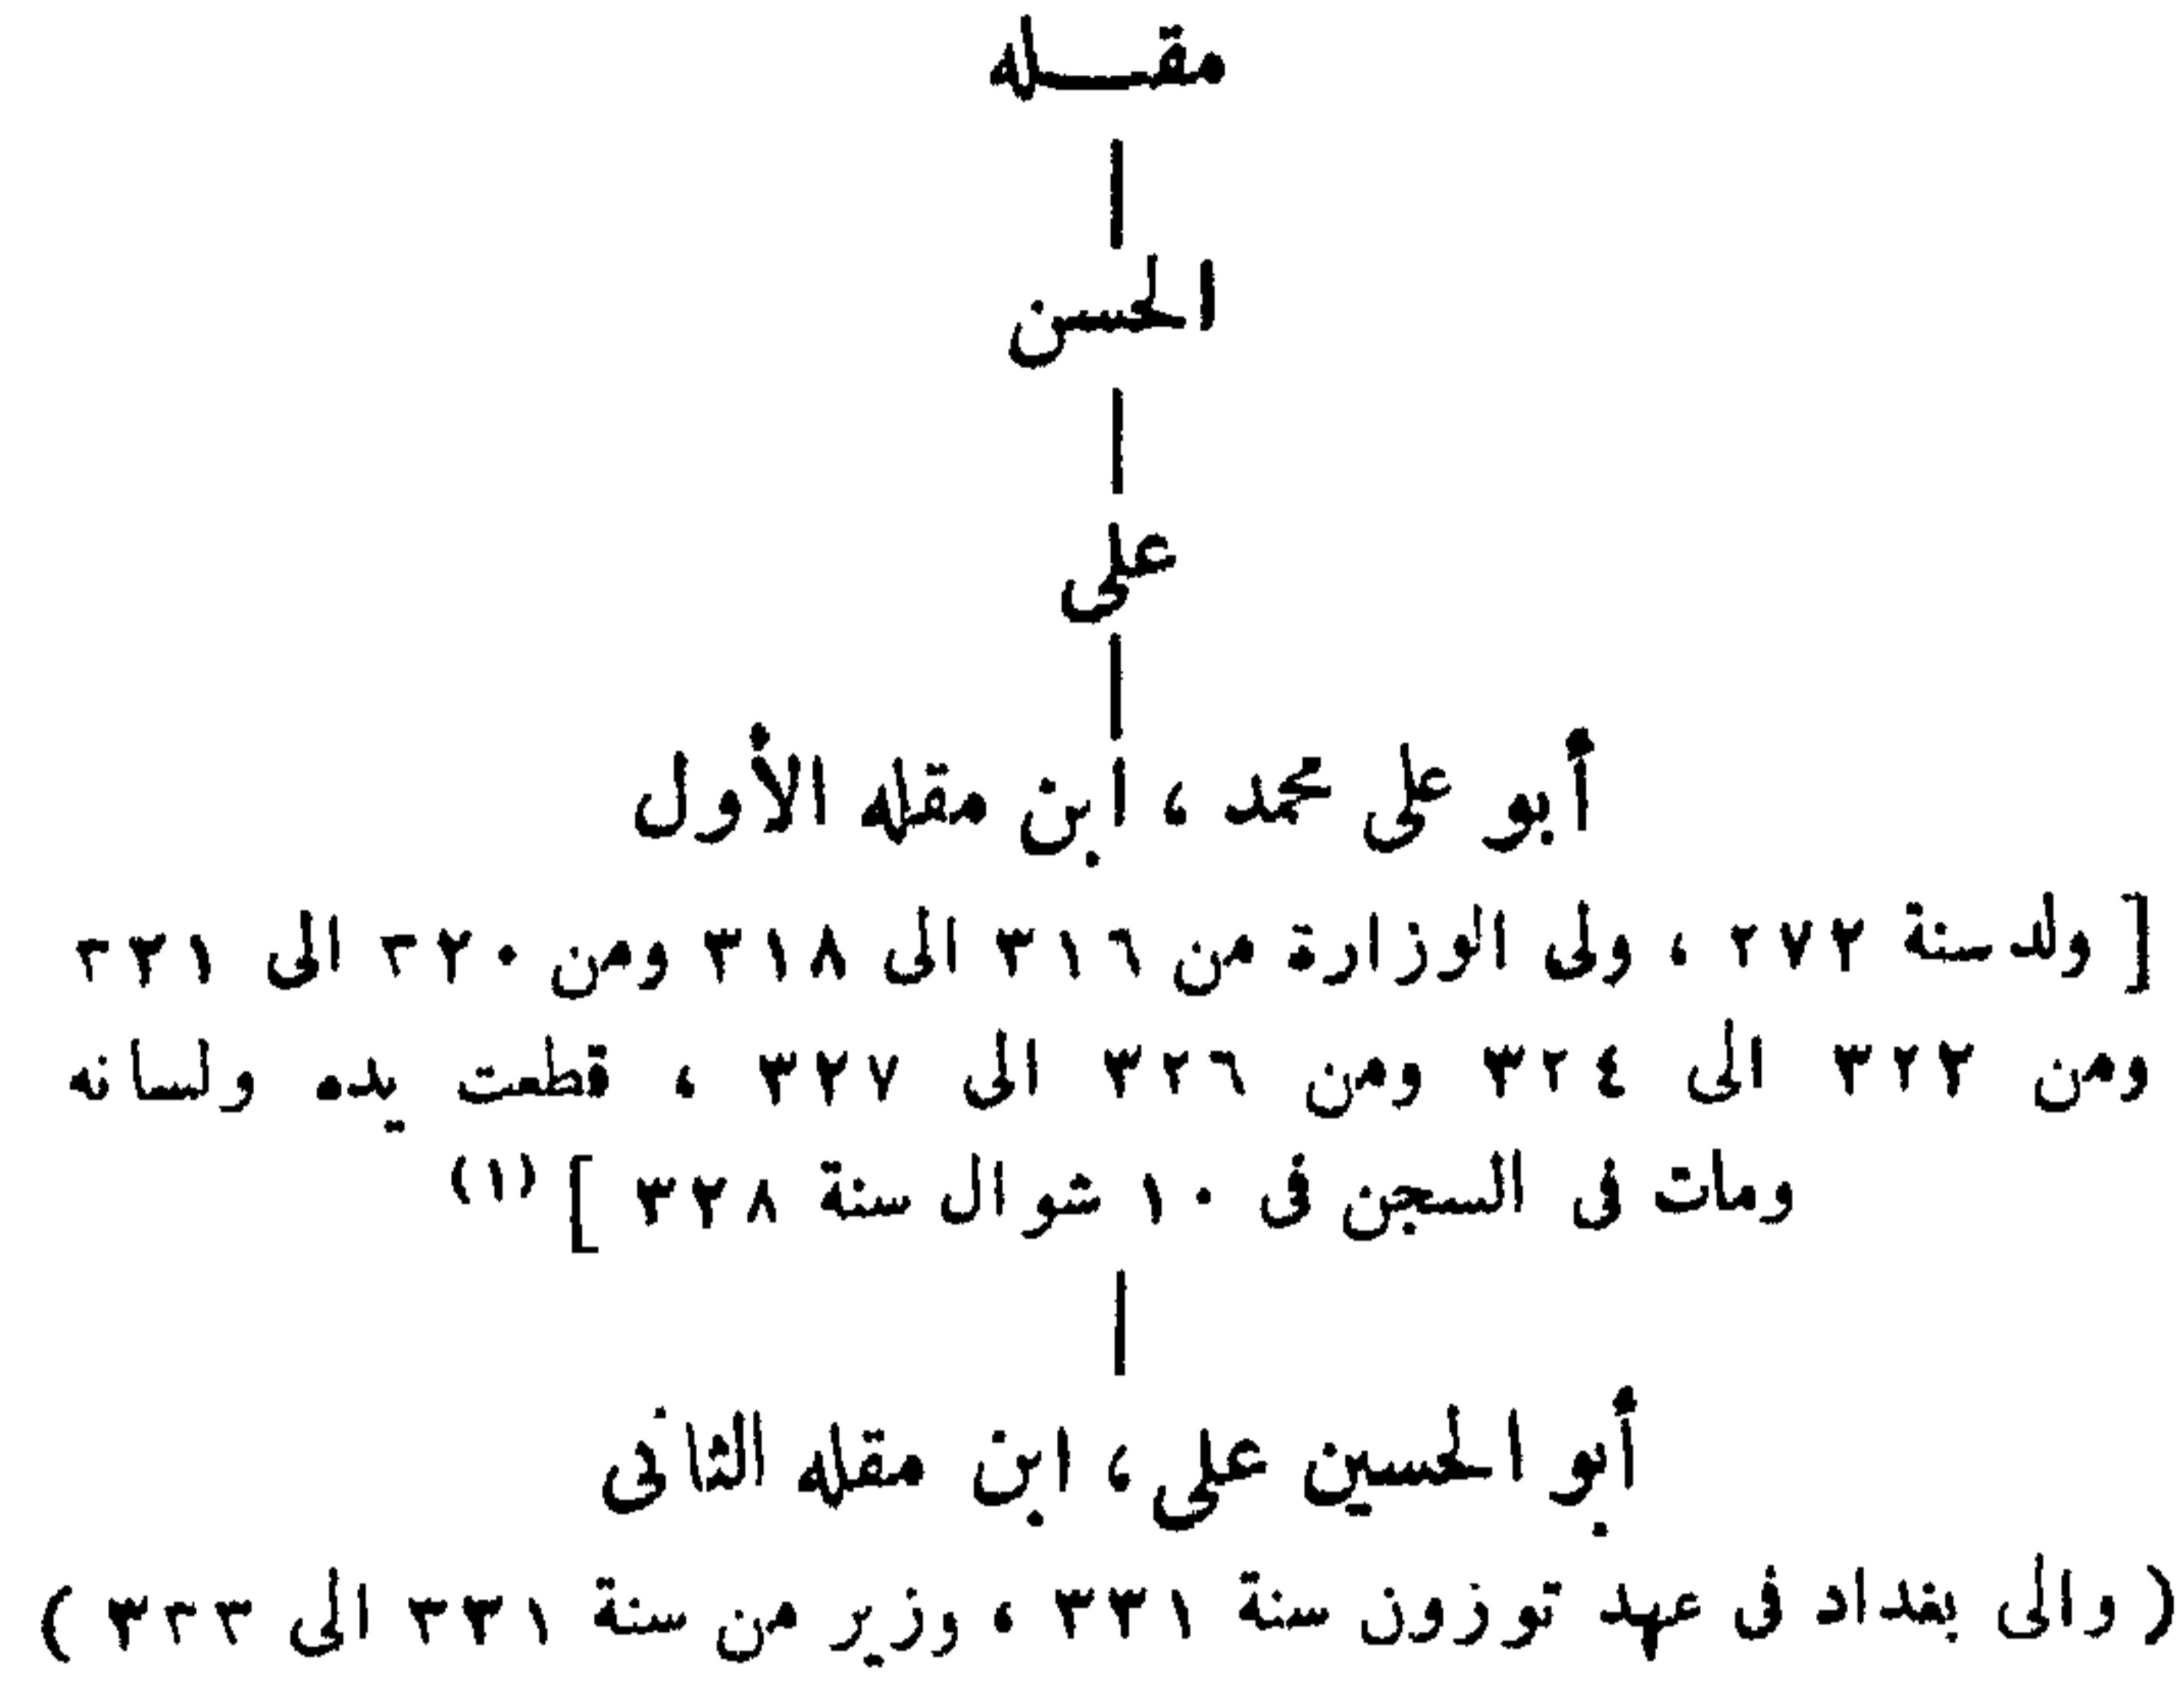 مقـــله
الحسن
على
أبو على محمد ، ابن مقله الأول
[ ولد سنة ٢٧٢ ، ولى الوزارة من ٣١٦ الى ٣١٨ ومن ٣٢٠ الى ٣٢١
ومن ٣٢٢ الى ٣٢٤ ومن ٣٢٦ الى ٣٢٧ ، قطعت يده ولسانه
ومات فى السجن فى ١٠ شوال سنة ٣٢٨ ] (١)
أبو الحسين على ، ابن مقله الثانى
( والى بغداد فى عهد توزون سنة ٣٣١ ، وزير من سنة ٣٣١ الى ٣٣٣ )